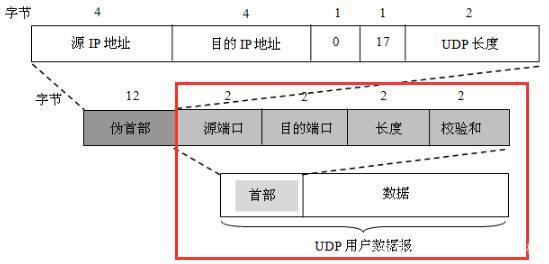 字节 4 4 1 1 2
源 IP 地址 目的 IP 地址 0 17 UDP 长度
字节 12 2 2 2 2
伪首部 源端口 目的端口 长度 校验和
首部 数据
UDP 用户数据报